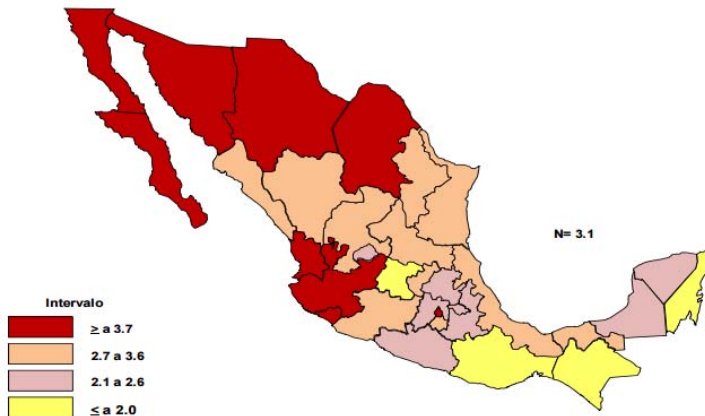 N= 3.1
Intervalo
≥ a 3.7
2.7 a 3.6
2.1 a 2.6
≤ a 2.0